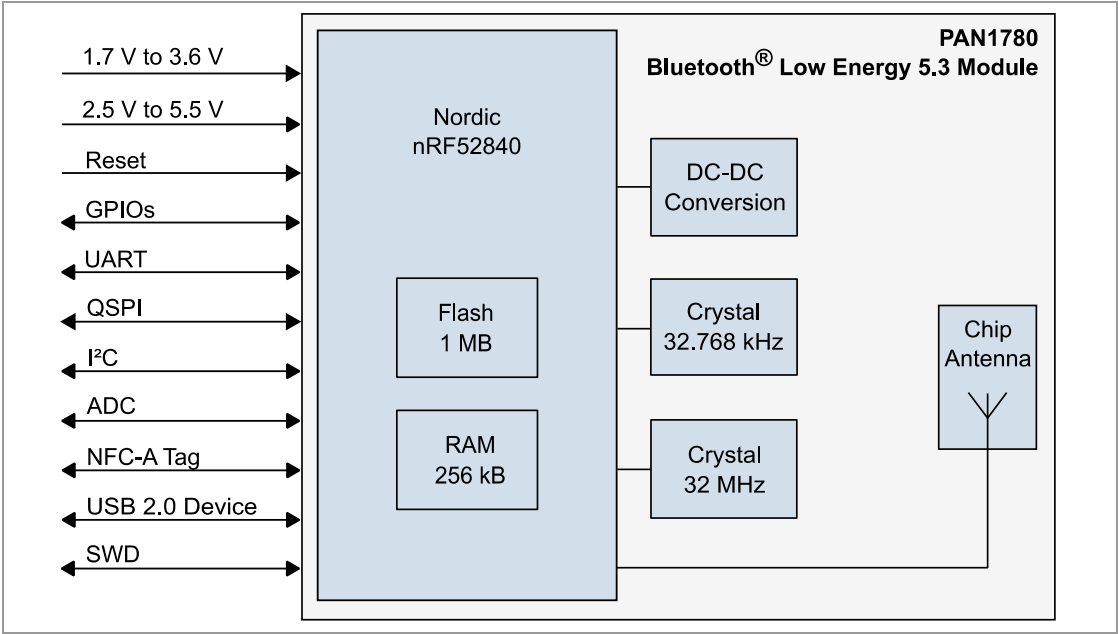 PAN1780
Bluetooth® Low Energy 5.3 Module
1.7 V to 3.6 V
2.5 V to 5.5 V
Reset
GPIOs
UART
QSPI
I²C
ADC
NFC-A Tag
USB 2.0 Device
SWD
Nordic
nRF52840
Flash
1 MB
RAM
256 kB
DC-DC
Conversion
Crystal
32.768 kHz
Crystal
32 MHz
Chip
Antenna